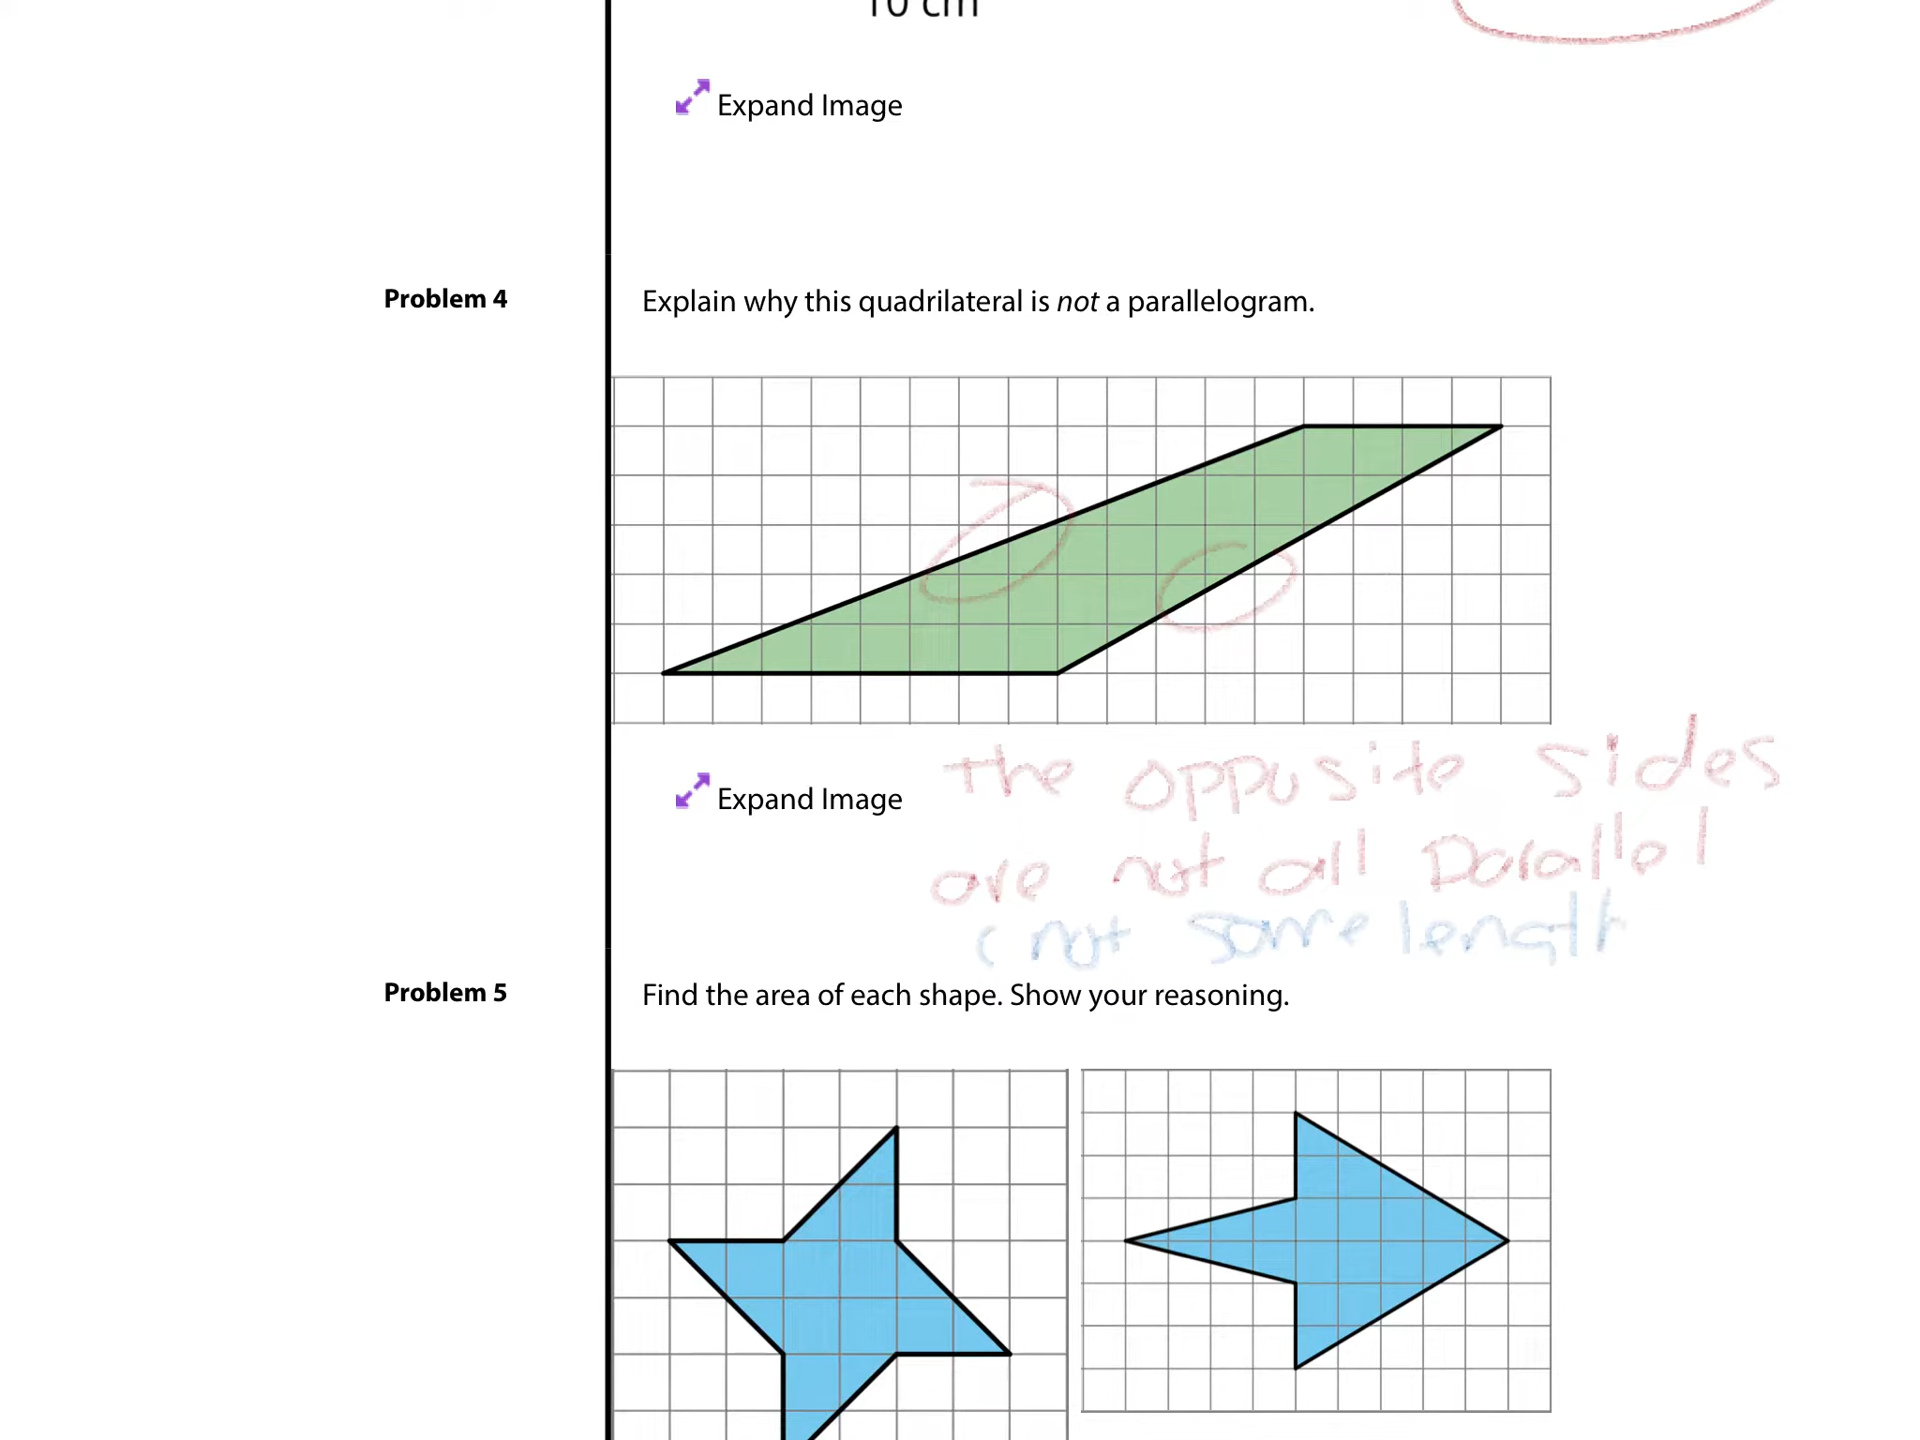 10 cm
Expand Image
Problem 4
Explain why this quadrilateral is not a parallelogram.
the opposite sides
Expand Image
are not all parallel
( not same length
Problem 5
Find the area of each shape. Show your reasoning.